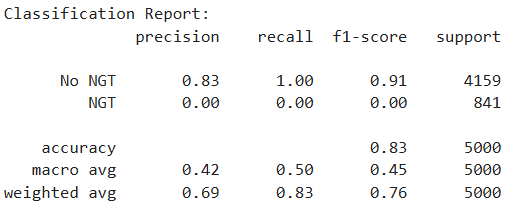 Classification Report:
precision recall f1-score support
No NGT 0.83 1.00 0.91 4159
NGT 0.00 0.00 0.00 841
accuracy 0.83 5000
macro avg 0.42 0.50 0.45 5000
weighted avg 0.69 0.83 0.76 5000